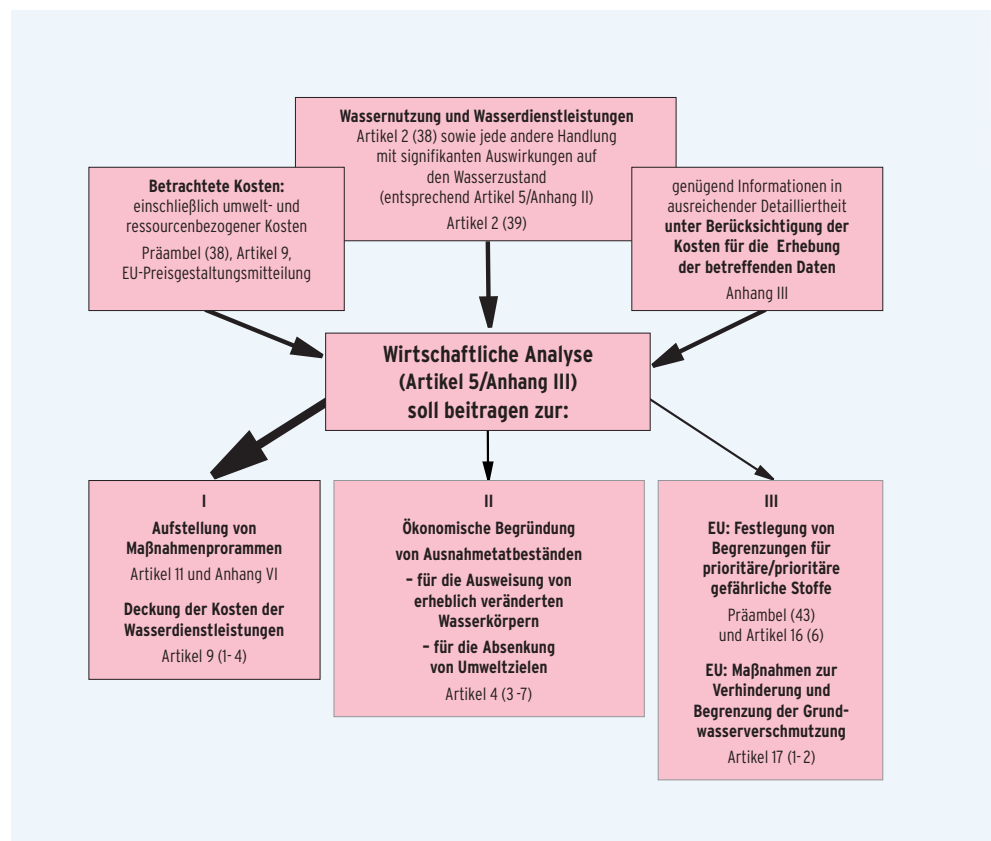 Wassernutzung und Wasserdienstleistungen
Artikel 2 (38) sowie jede andere Handlung
mit signifikanten Auswirkungen auf
den Wasserzustand
(entsprechend Artikel 5/Anhang II)
Artikel 2 (39)
Betrachtete Kosten:
einschließlich umwelt- und
ressourcenbezogener Kosten
Präambel (38), Artikel 9,
EU-Preisgestaltungsmitteilung
genügend Informationen in
ausreichender Detailliertheit
unter Berücksichtigung der
Kosten für die Erhebung
der betreffenden Daten
Anhang III
Wirtschaftliche Analyse
(Artikel 5/Anhang III)
soll beitragen zur:
I
Aufstellung von
Maßnahmenprorammen
Artikel 11 und Anhang VI
Deckung der Kosten der
Wasserdienstleistungen
Artikel 9 (1- 4)
II
Ökonomische Begründung
von Ausnahmetatbeständen
– für die Ausweisung von
erheblich veränderten
Wasserkörpern
– für die Absenkung
von Umweltzielen
Artikel 4 (3 -7)
III
EU: Festlegung von
Begrenzungen für
prioritäre/prioritäre
gefährliche Stoffe
Präambel (43)
und Artikel 16 (6)
EU: Maßnahmen zur
Verhinderung und
Begrenzung der Grund-
wasserverschmutzung
Artikel 17 (1- 2)